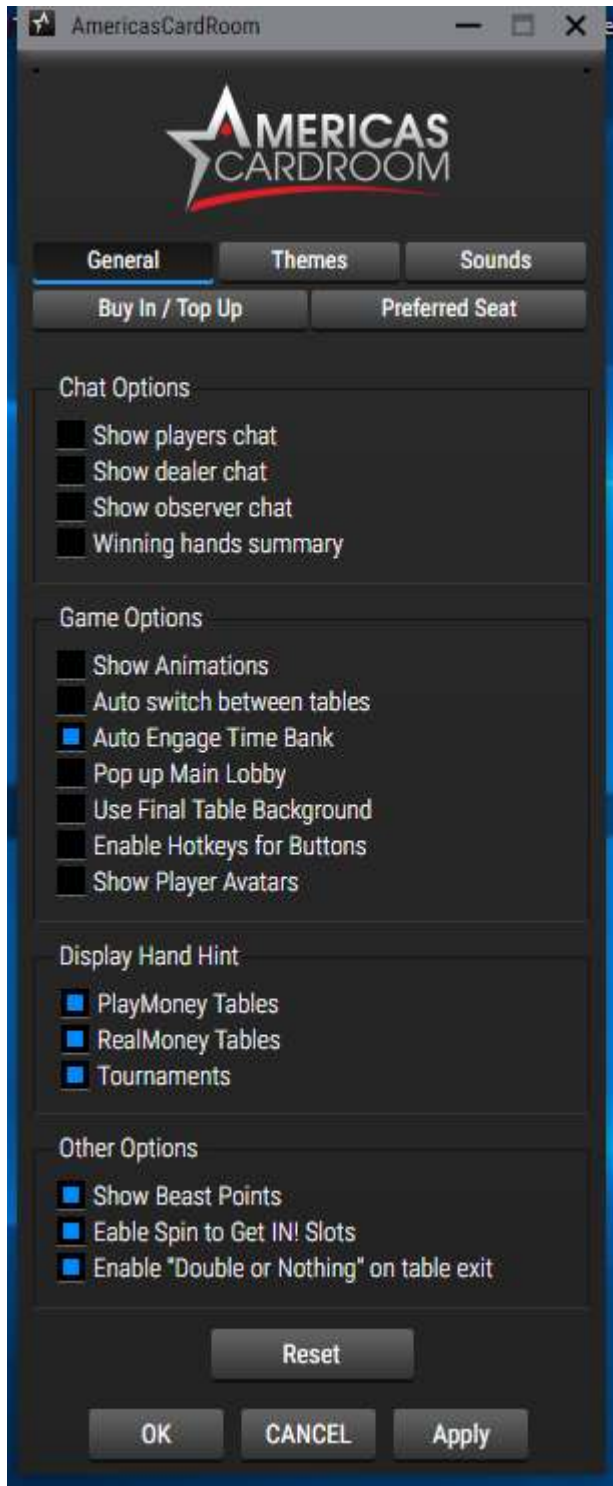 AmericasCardRoom
AMERICAS
CARDROOM
General Themes Sounds
Buy In / Top Up Preferred Seat
Chat Options
Show players chat
Show dealer chat
Show observer chat
Winning hands summary
Game Options
Show Animations
Auto switch between tables
Auto Engage Time Bank
Pop up Main Lobby
Use Final Table Background
Enable Hotkeys for Buttons
Show Player Avatars
Display Hand Hint
PlayMoney Tables
RealMoney Tables
Tournaments
Other Options
Show Beast Points
Eable Spin to Get IN! Slots
Enable "Double or Nothing" on table exit
Reset
OK CANCEL Apply